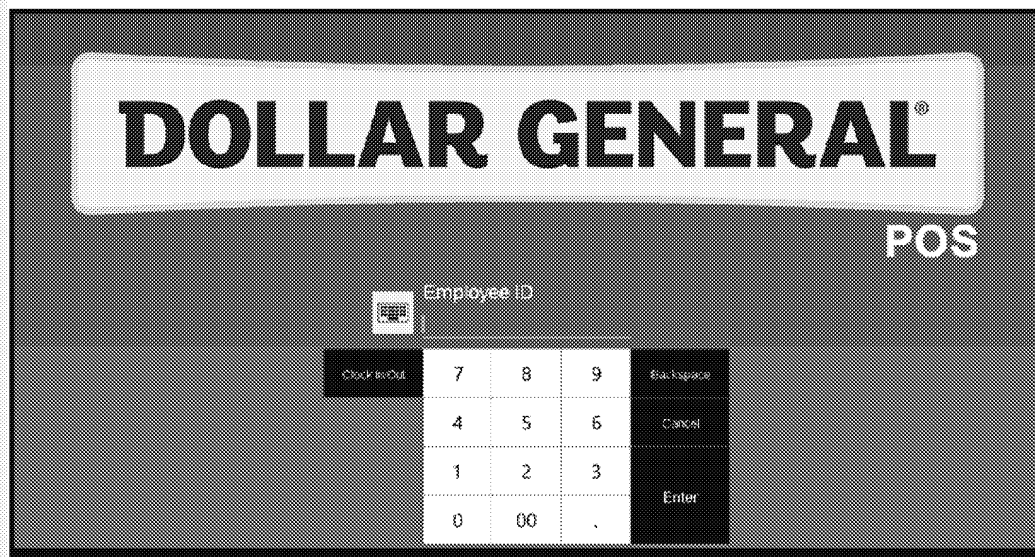 DOLLAR GENERAL®
POS
Employee ID
Clock In/Out 7 8 9 Backspace
4 5 6 Cancel
1 2 3
Enter
0 00 .